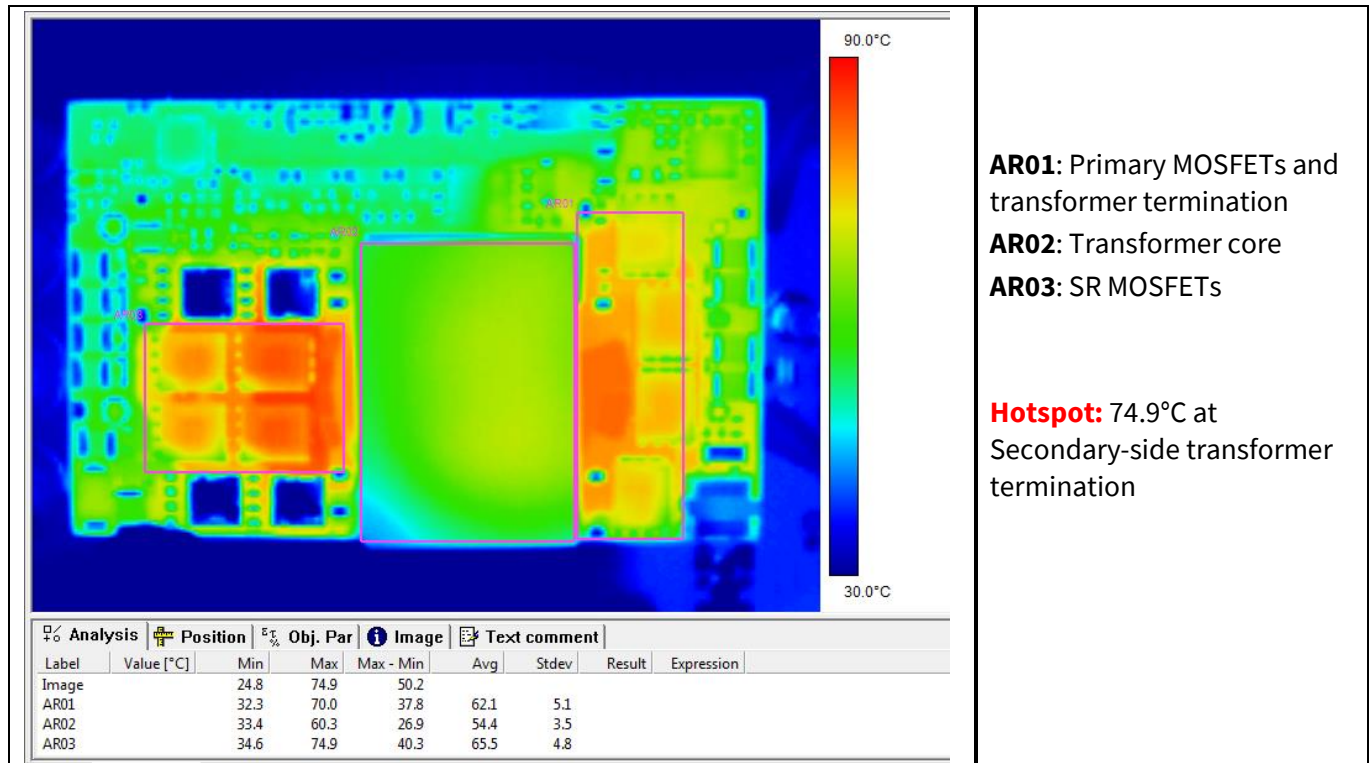 90.0°C
AR01
AR02
AR03
30.0°C
Analysis Position Obj. Par Image Text comment
Label Value [°C] Min Max Max - Min Avg Stdev Result Expression
Image 24.8 74.9 50.2
AR01 32.3 70.0 37.8 62.1 5.1
AR02 33.4 60.3 26.9 54.4 3.5
AR03 34.6 74.9 40.3 65.5 4.8
AR01: Primary MOSFETs and
transformer termination
AR02: Transformer core
AR03: SR MOSFETs
Hotspot: 74.9°C at
Secondary-side transformer
termination